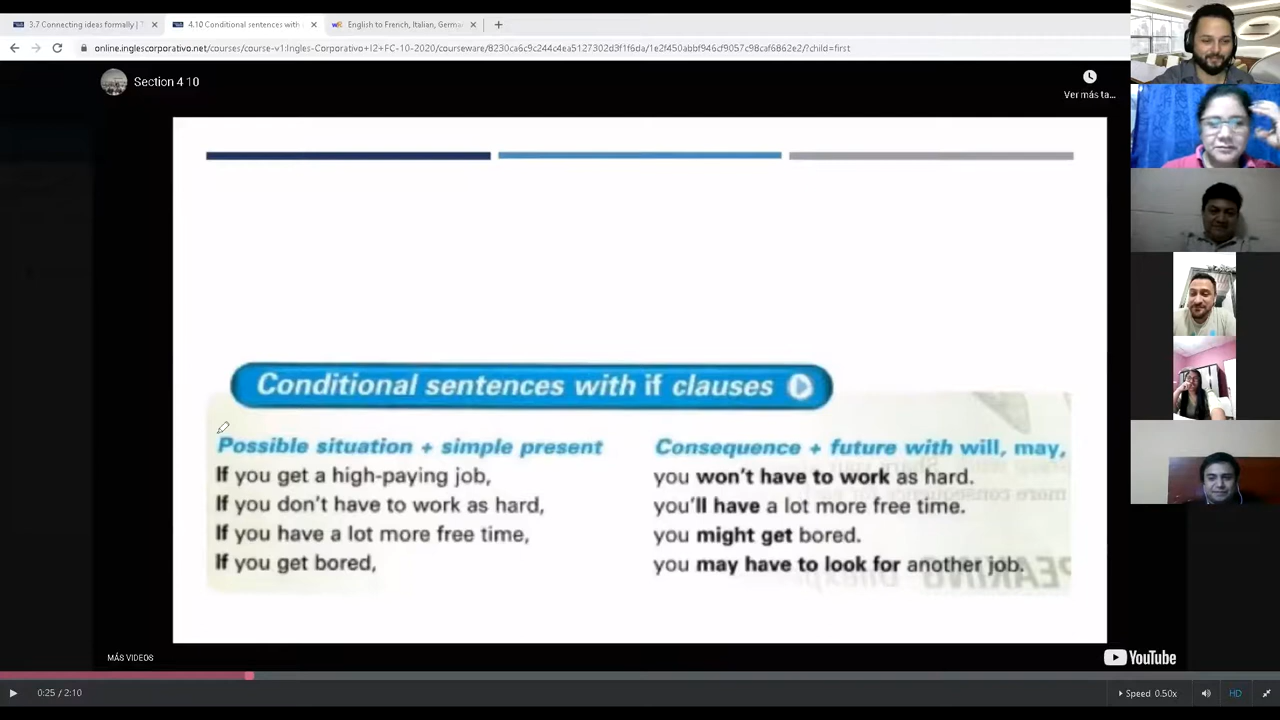 3.7 Connecting ideas formally | T
4.10 Conditional sentences with
English to French, Italian, Germa
online.inglescorporativo.net/courses/course-v1:Ingles-Corporativo+I2+FC-10-2020/courseware/8230ca6c9c244c4ea5127302d3f1f6da/1e2f450abbf946cf9057c98caf6862e2/?child=first
Section 4 10
Ver más ta...
Conditional sentences with if clauses
Possible situation + simple present
Consequence + future with will, may,
If you get a high-paying job,
you won't have to work as hard.
If you don't have to work as hard,
you'll have a lot more free time.
If you have a lot more free time,
you might get bored.
If you get bored,
you may have to look for another job.
MÁS VIDEOS
YouTube
0:25 / 2:10
Speed 0.50x
HD